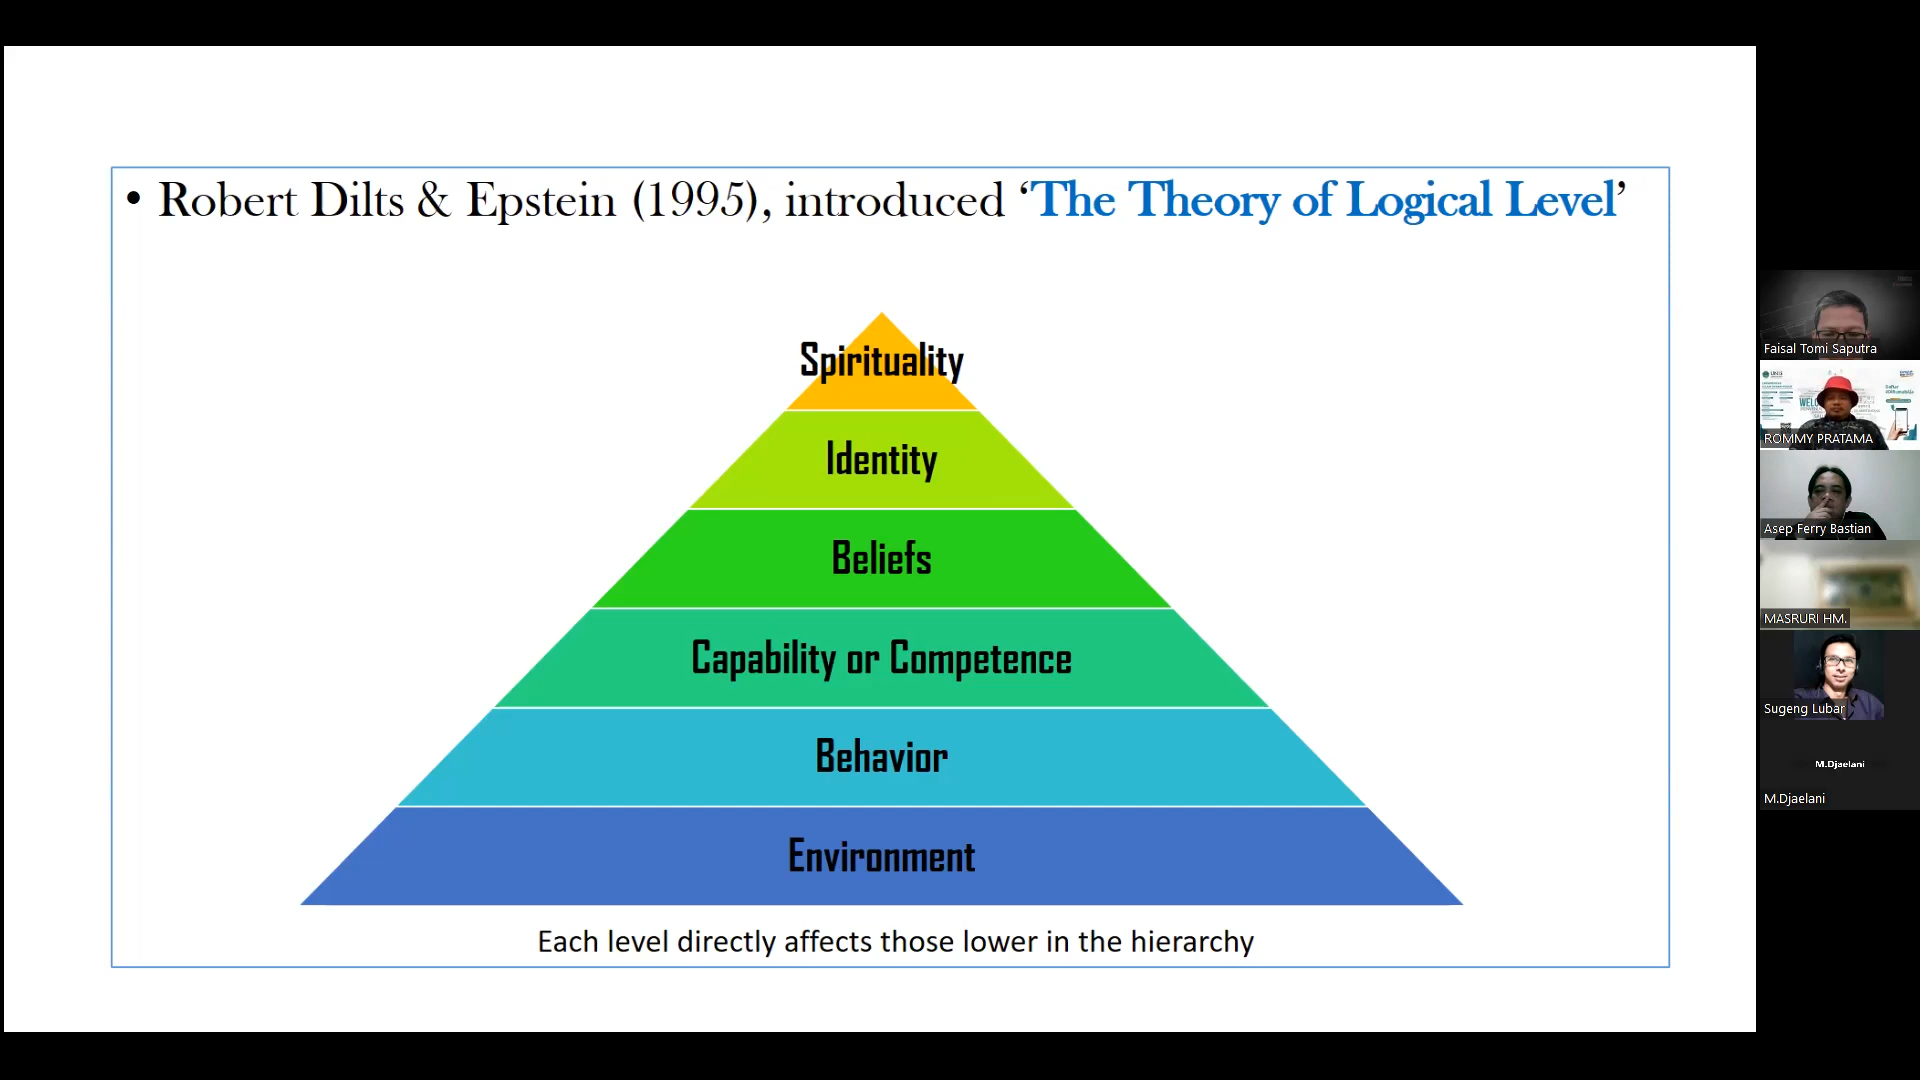 • Robert Dilts & Epstein (1995), introduced ‘The Theory of Logical Level’
Spirituality
Identity
Beliefs
Capability or Competence
Behavior
Environment
Each level directly affects those lower in the hierarchy
Faisal Tomi Saputra
UNIS
ROMMY PRATAMA
Asep Ferry Bastian
MASRURI HM.
Sugeng Lubar
M.Djaelani
M.Djaelani